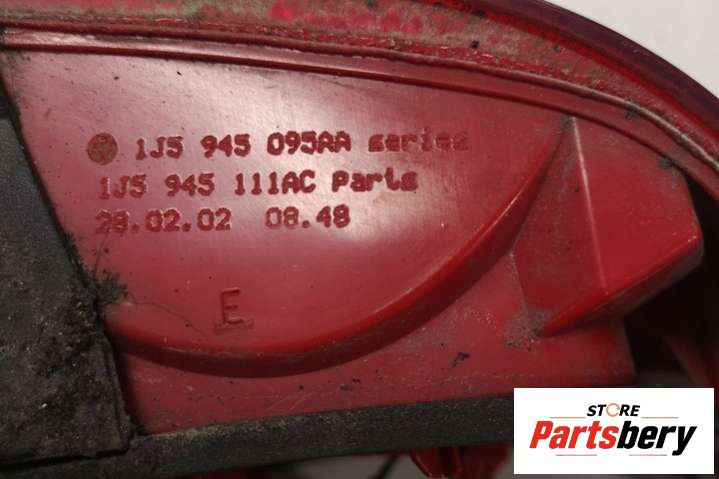 1J5 945 095AA series
1J5 945 111AC Parts
28.02.02 08.48
E
STORE
Partsbery